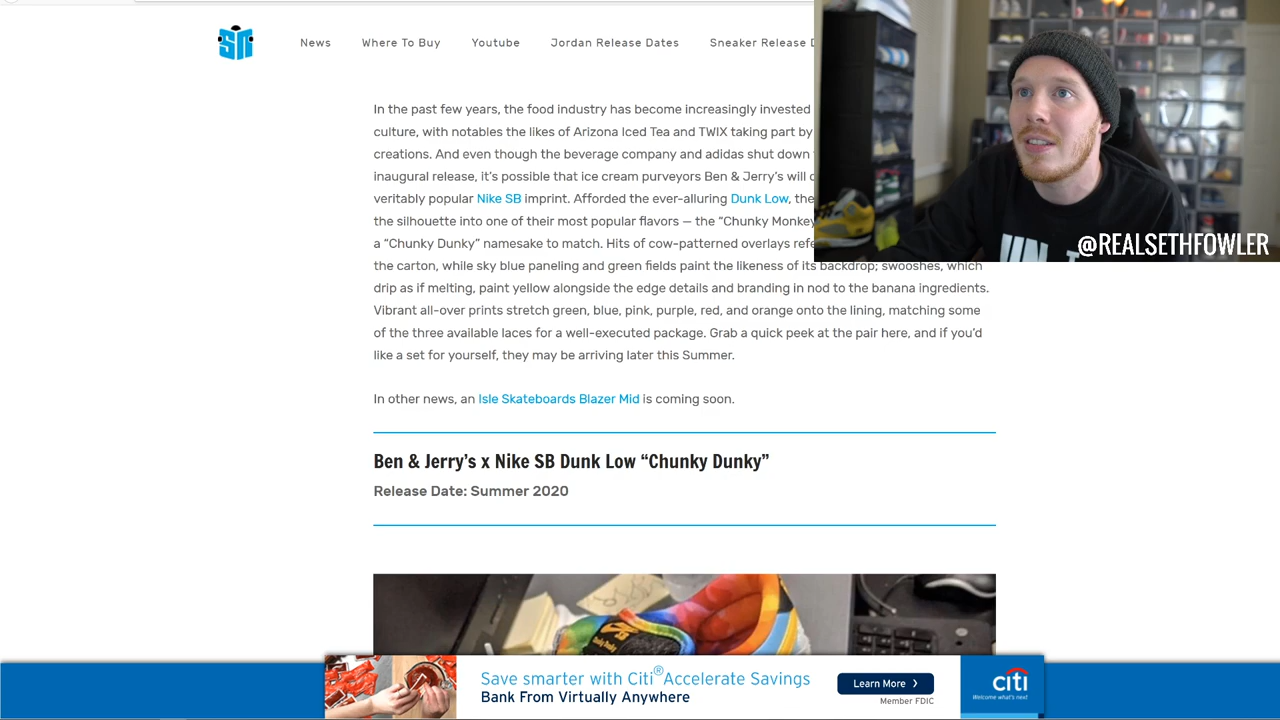 STI
News
Where To Buy
Youtube
Jordan Release Dates
Sneaker Release D
@REALSETHFOWLER
In the past few years, the food industry has become increasingly invested
culture, with notables the likes of Arizona Iced Tea and TWIX taking part by
creations. And even though the beverage company and adidas shut down
inaugural release, it's possible that ice cream purveyors Ben & Jerry's will
veritably popular Nike SB imprint. Afforded the ever-alluring Dunk Low, the
the silhouette into one of their most popular flavors — the “Chunky Monkey
a “Chunky Dunky” namesake to match. Hits of cow-patterned overlays refe
the carton, while sky blue paneling and green fields paint the likeness of its backdrop; swooshes, which
drip as if melting, paint yellow alongside the edge details and branding in nod to the banana ingredients.
Vibrant all-over prints stretch green, blue, pink, purple, red, and orange onto the lining, matching some
of the three available laces for a well-executed package. Grab a quick peek at the pair here, and if you'd
like a set for yourself, they may be arriving later this Summer.
In other news, an Isle Skateboards Blazer Mid is coming soon.
Ben & Jerry's x Nike SB Dunk Low “Chunky Dunky”
Release Date: Summer 2020
Save smarter with Citi® Accelerate Savings
Bank From Virtually Anywhere
Learn More >
Member FDIC
citi
Welcome what's next